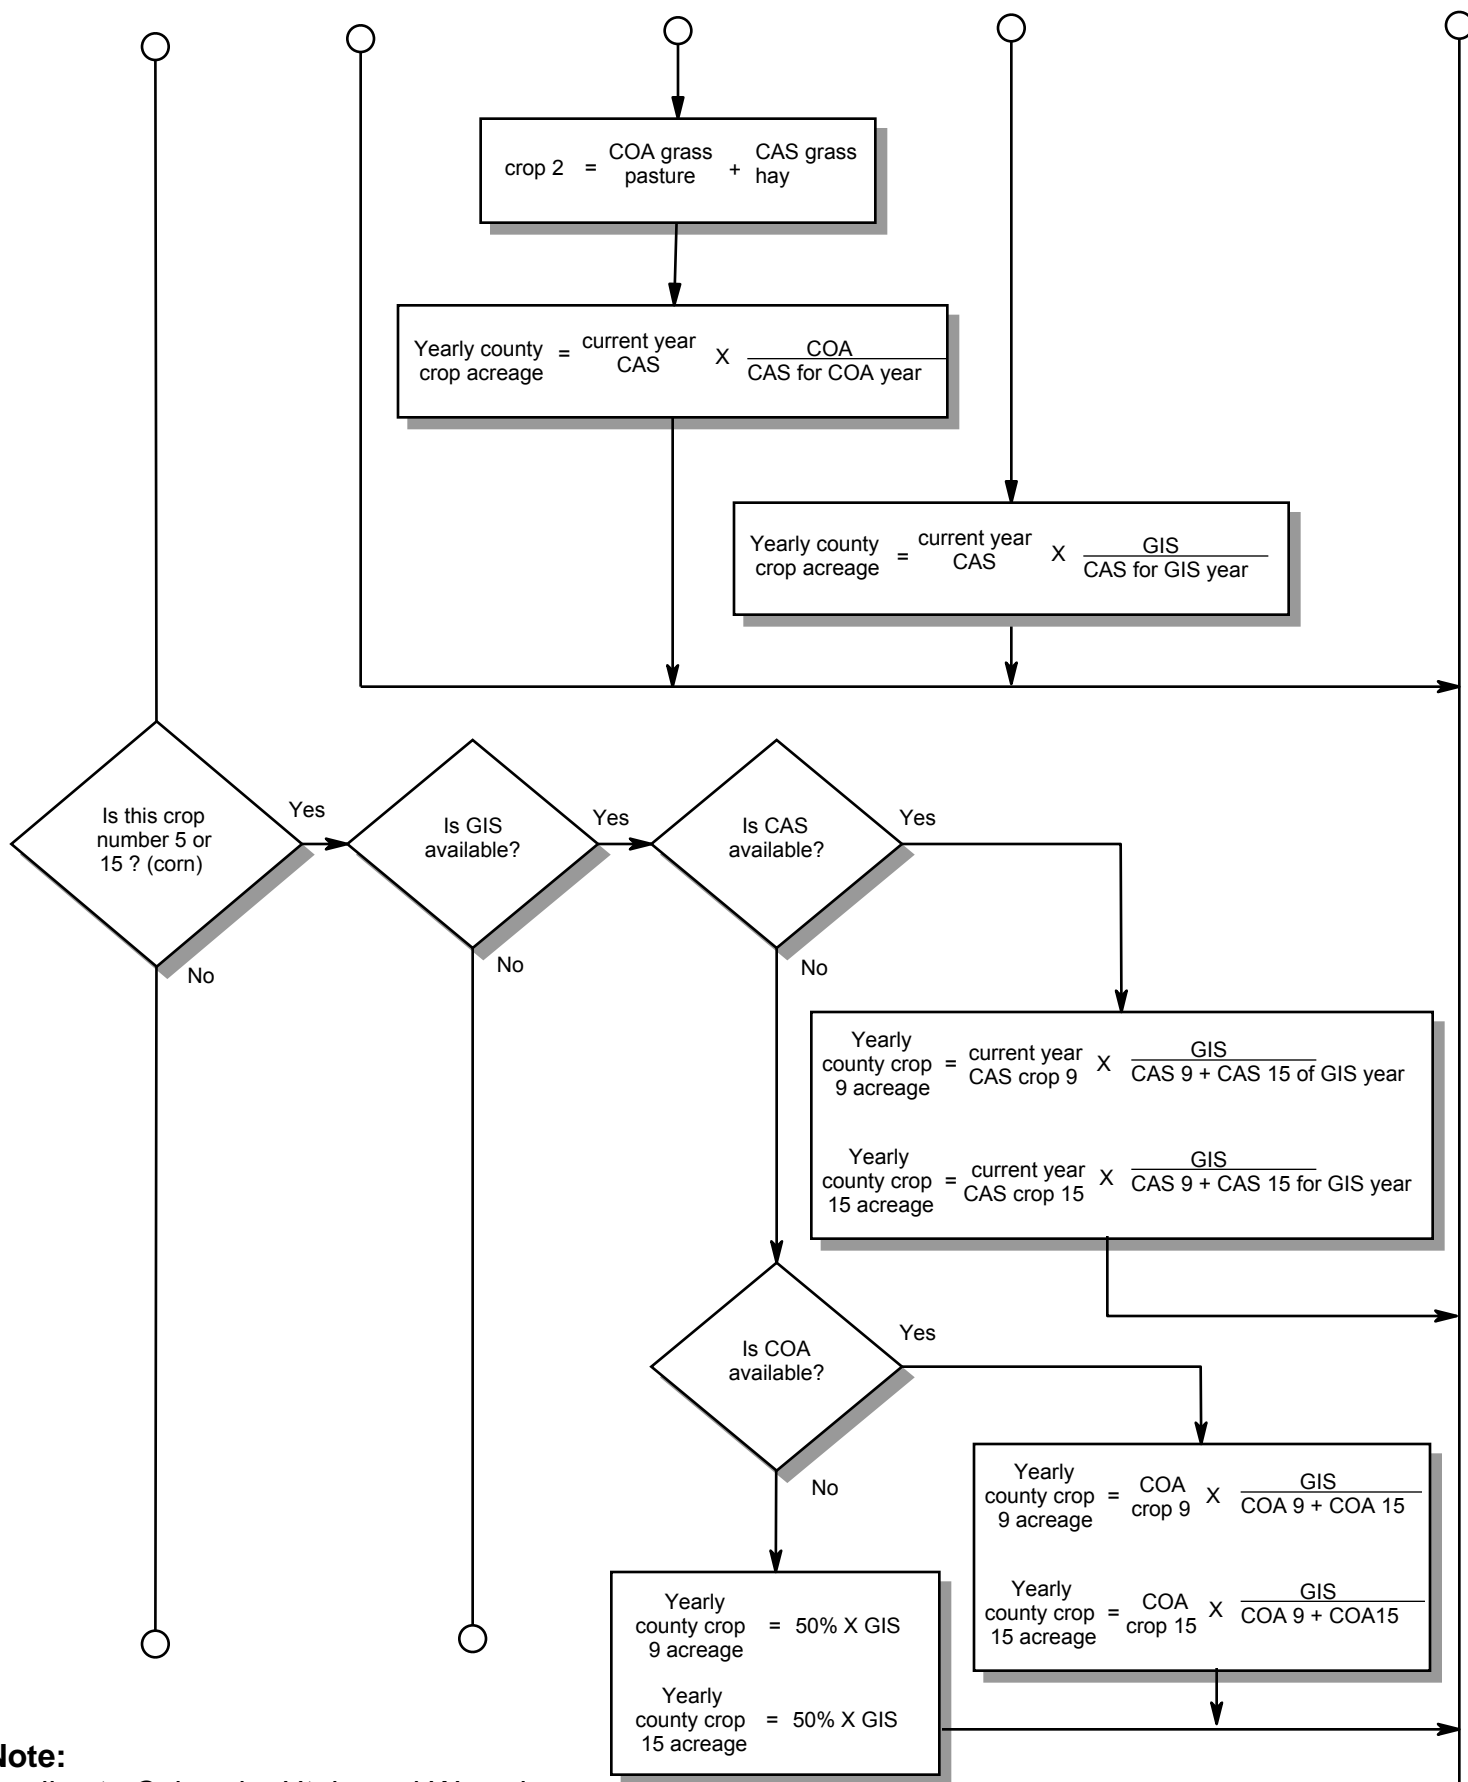 crop 2 = COA grass pasture + CAS grass hay
Yearly county crop acreage = current year CAS X COA / CAS for COA year
Yearly county crop acreage = current year CAS X GIS / CAS for GIS year
Is this crop
number 5 or
15 ? (corn)
Yes
No
Is GIS
available?
Yes
No
Is CAS
available?
Yes
No
Yearly county crop 9 acreage = current year CAS crop 9 X GIS / CAS 9 + CAS 15 of GIS year
Yearly county crop 15 acreage = current year CAS crop 15 X GIS / CAS 9 + CAS 15 for GIS year
Is COA
available?
Yes
No
Yearly county crop 9 acreage = COA crop 9 X GIS / COA 9 + COA 15
Yearly county crop 15 acreage = COA crop 15 X GIS / COA 9 + COA15
Yearly county crop 9 acreage = 50% X GIS
Yearly county crop 15 acreage = 50% X GIS
Note: